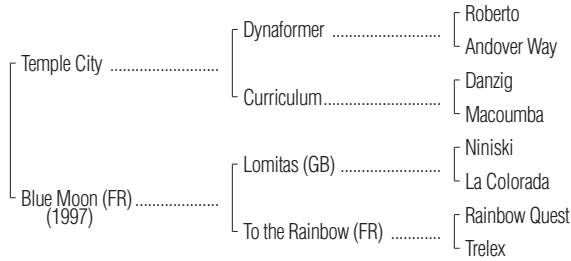 Roberto
Dynaformer ......................
Andover Way
Temple City ......................
Danzig
Curriculum........................
Macoumba
Niniski
Lomitas (GB) ....................
La Colorada
Blue Moon (FR)..................
(1997)
Rainbow Quest
To the Rainbow (FR) ..........
Trelex